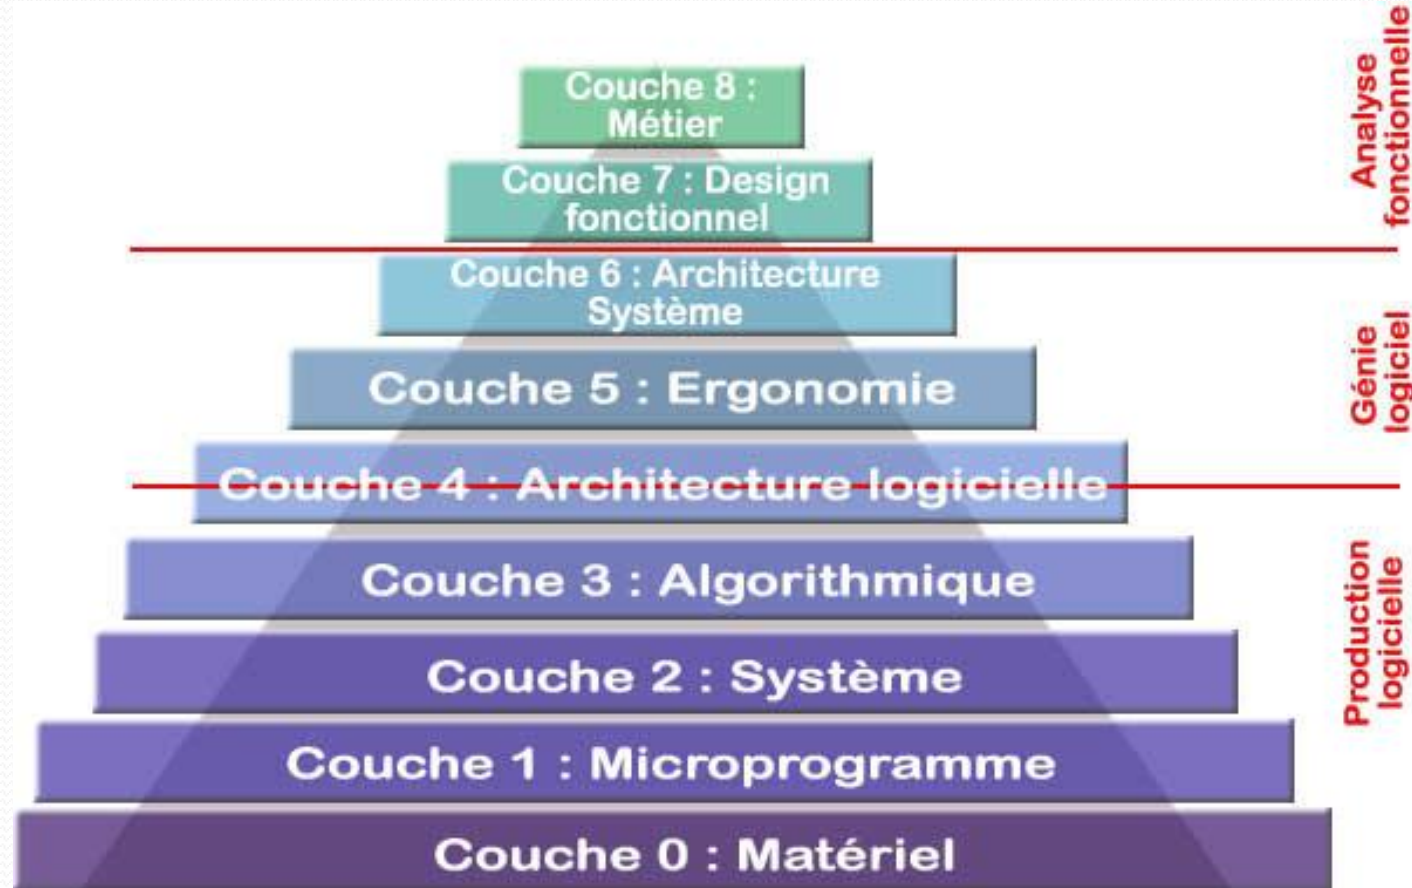 Couche 8 :
Métier
Couche 7 : Design
fonctionnel
Couche 6 : Architecture
Système
Couche 5 : Ergonomie
Couche 4 : Architecture logicielle
Couche 3 : Algorithmique
Couche 2 : Système
Couche 1 : Microprogramme
Couche 0 : Matériel
Analyse
fonctionnelle
Génie
logiciel
Production
logicielle